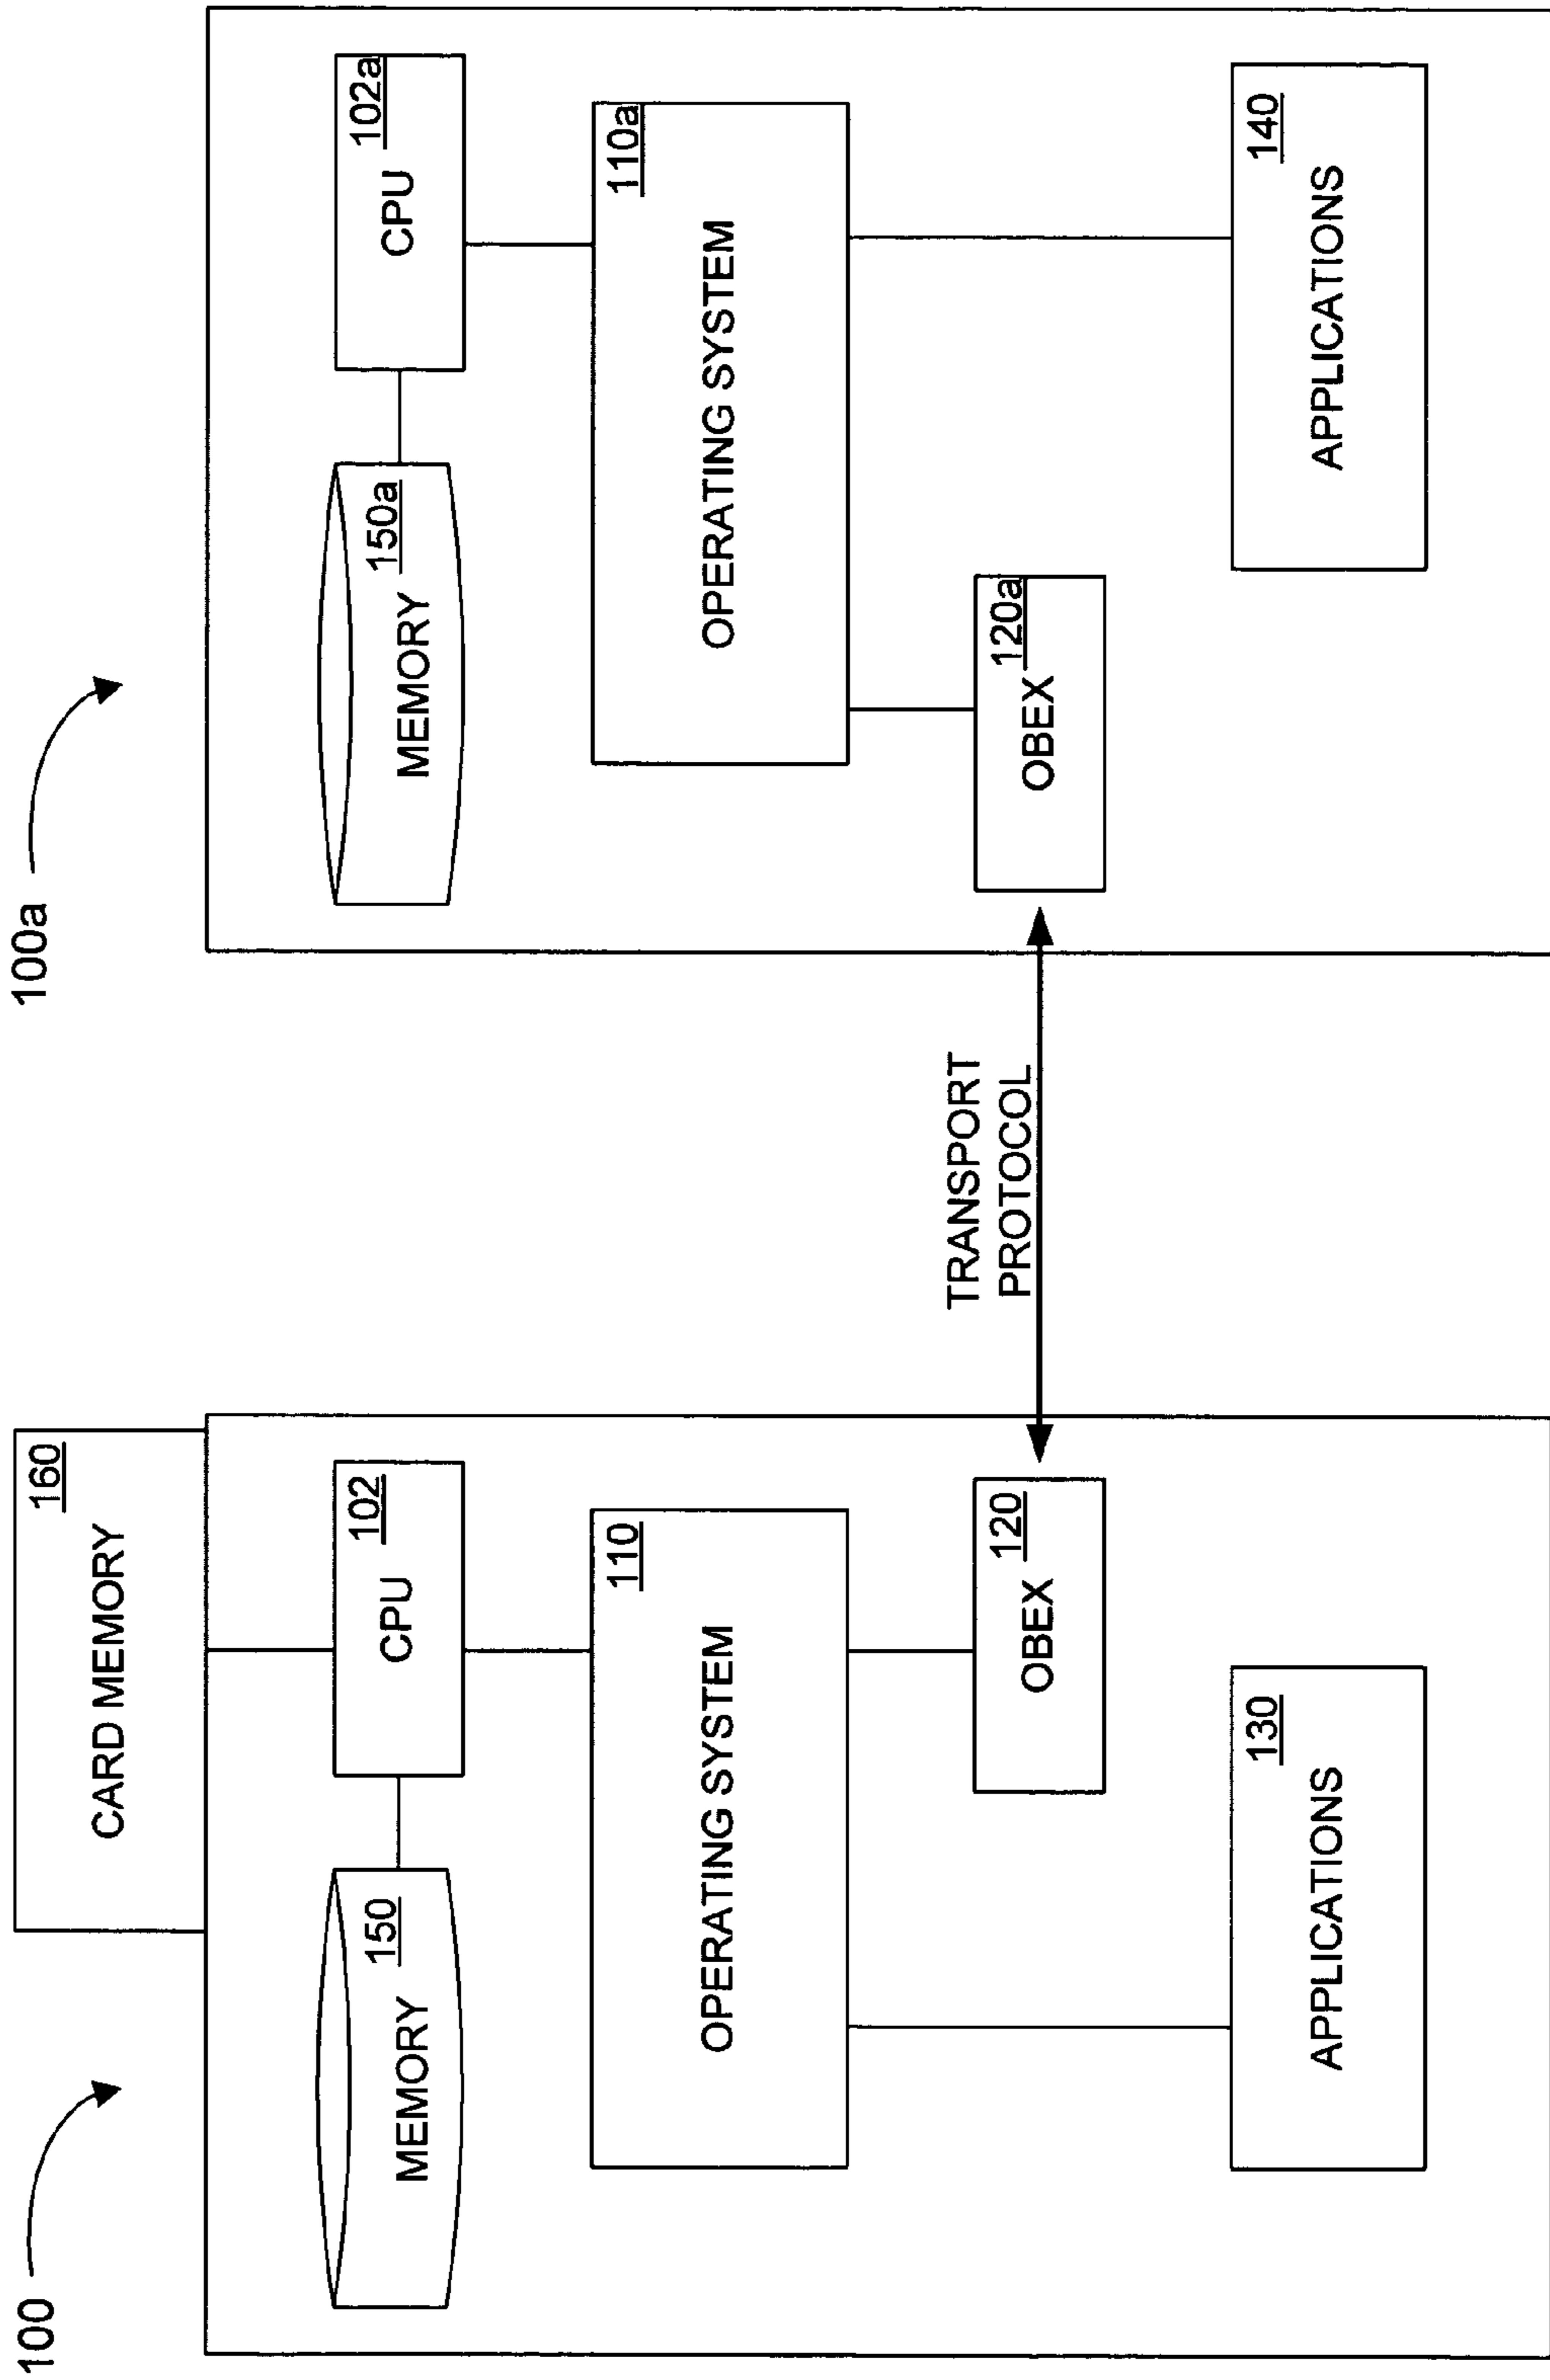 100
CARD MEMORY
160
MEMORY
150
CPU
102
OPERATING SYSTEM
110
OBEX
120
APPLICATIONS
130
TRANSPORT
PROTOCOL
100a
MEMORY
150a
CPU
102a
OPERATING SYSTEM
110a
OBEX
120a
APPLICATIONS
140